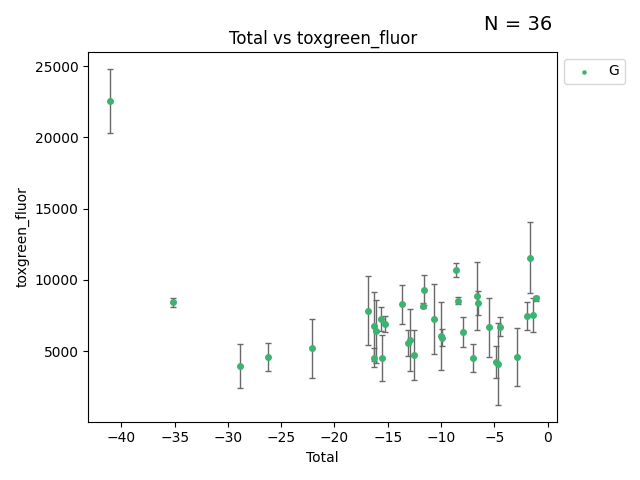 N = 36
Total vs toxgreen_fluor
G
25000
20000
15000
10000
5000
toxgreen_fluor
−40 −35 −30 −25 −20 −15 −10 −5 0
Total